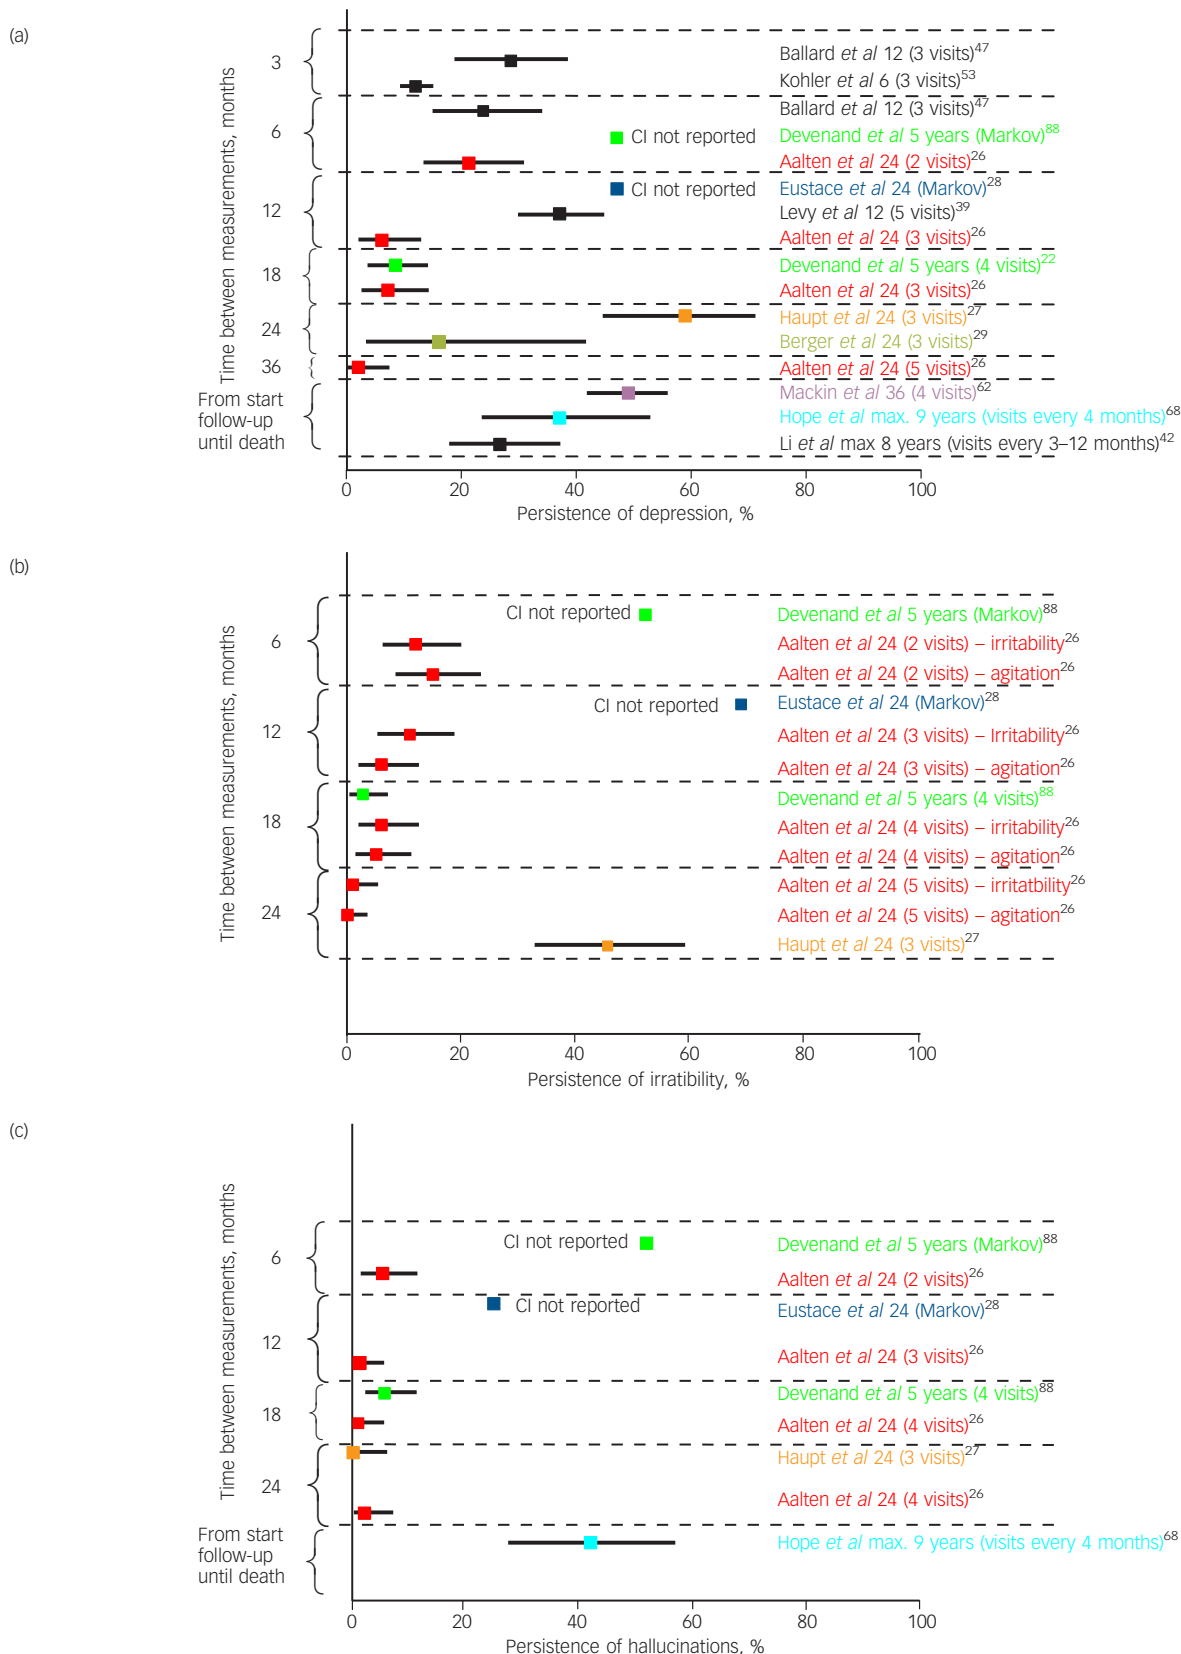 (a)
Time between measurements, months
3
Ballard et al 12 (3 visits)47
Kohler et al 6 (3 visits)53
6
Ballard et al 12 (3 visits)47
CI not reported Devenand et al 5 years (Markov)88
Aalten et al 24 (2 visits)26
12
CI not reported Eustace et al 24 (Markov)28
Levy et al 12 (5 visits)39
Aalten et al 24 (3 visits)26
18
Devenand et al 5 years (4 visits)22
Aalten et al 24 (3 visits)26
24
Haupt et al 24 (3 visits)27
Berger et al 24 (3 visits)29
36
Aalten et al 24 (5 visits)26
From start
follow-up
until death
Mackin et al 36 (4 visits)62
Hope et al max. 9 years (visits every 4 months)68
Li et al max 8 years (visits every 3–12 months)42
0 20 40 60 80 100
Persistence of depression, %
(b)
Time between measurements, months
6
CI not reported Devenand et al 5 years (Markov)88
Aalten et al 24 (2 visits) – irritability26
Aalten et al 24 (2 visits) – agitation26
12
CI not reported Eustace et al 24 (Markov)28
Aalten et al 24 (3 visits) – Irritability26
Aalten et al 24 (3 visits) – agitation26
18
Devenand et al 5 years (4 visits)88
Aalten et al 24 (4 visits) – irritability26
Aalten et al 24 (4 visits) – agitation26
24
Aalten et al 24 (5 visits) – irritatbility26
Aalten et al 24 (5 visits) – agitation26
Haupt et al 24 (3 visits)27
0 20 40 60 80 100
Persistence of irratibility, %
(c)
Time between measurements, months
6
CI not reported Devenand et al 5 years (Markov)88
Aalten et al 24 (2 visits)26
12
CI not reported Eustace et al 24 (Markov)28
Aalten et al 24 (3 visits)26
18
Devenand et al 5 years (4 visits)88
Aalten et al 24 (4 visits)26
24
Haupt et al 24 (3 visits)27
Aalten et al 24 (4 visits)26
From start
follow-up
until death
Hope et al max. 9 years (visits every 4 months)68
0 20 40 60 80 100
Persistence of hallucinations, %